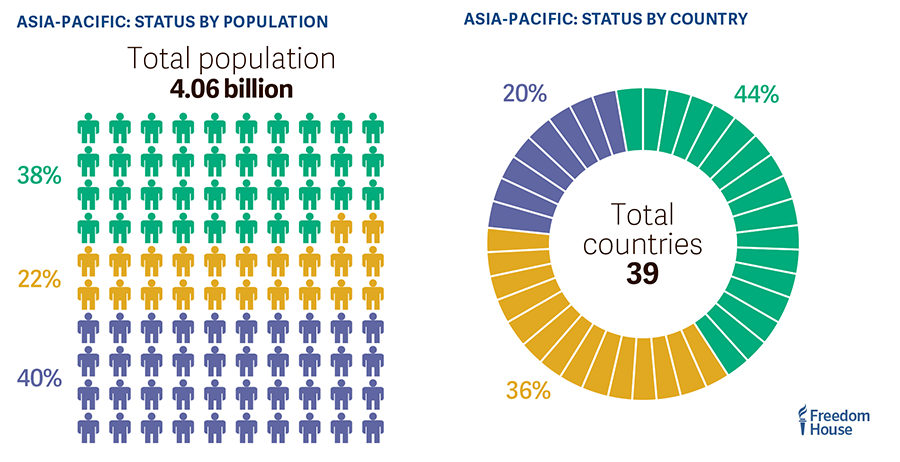 ASIA-PACIFIC: STATUS BY POPULATION
Total population
4.06 billion
38%
22%
40%
ASIA-PACIFIC: STATUS BY COUNTRY
20%
44%
Total
countries
39
36%
Freedom
House